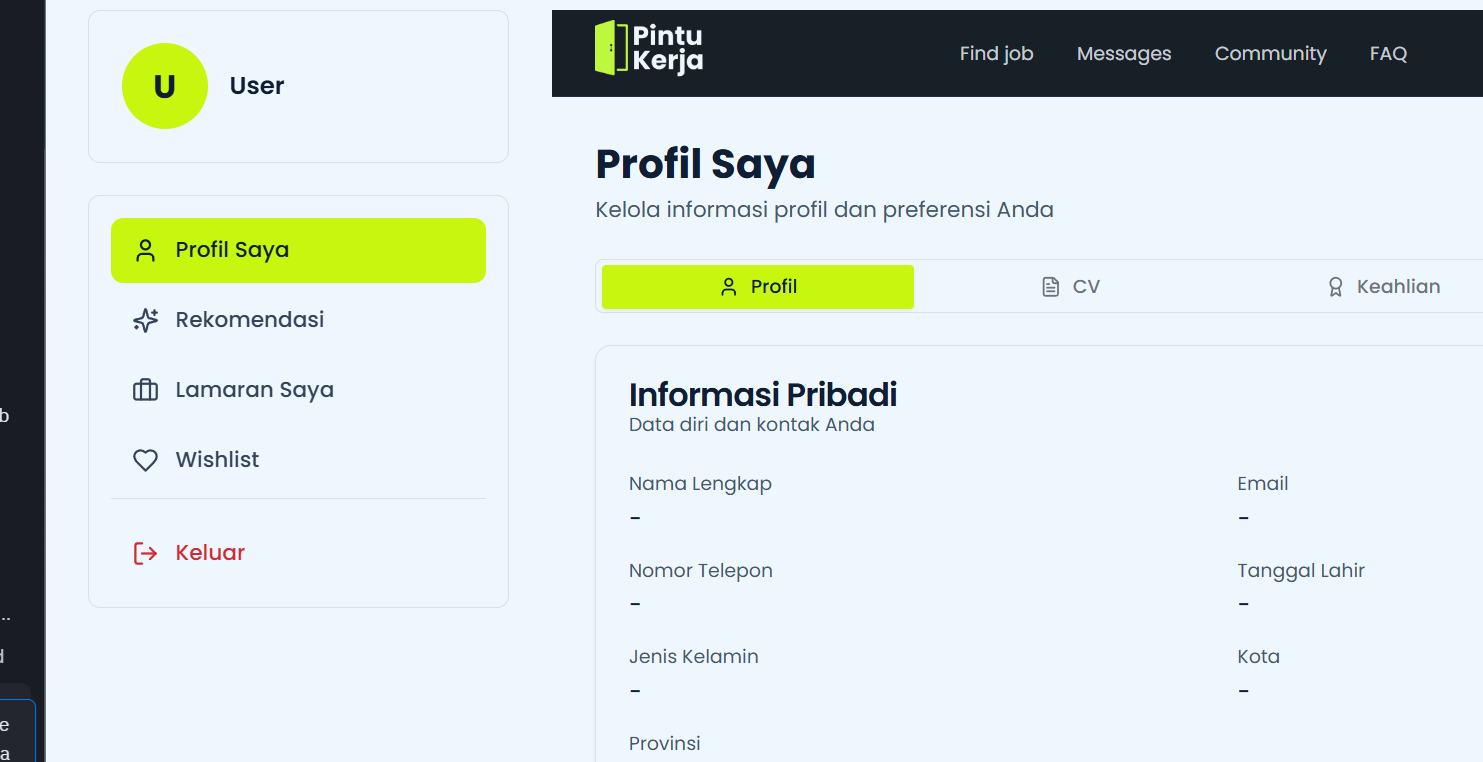 U
User
Profil Saya
Rekomendasi
Lamaran Saya
Wishlist
Keluar
Pintu
Kerja
Find job
Messages
Community
FAQ
Profil Saya
Kelola informasi profil dan preferensi Anda
Profil
CV
Keahlian
Informasi Pribadi
Data diri dan kontak Anda
Nama Lengkap
-
Email
-
Nomor Telepon
-
Tanggal Lahir
-
Jenis Kelamin
-
Kota
-
Provinsi